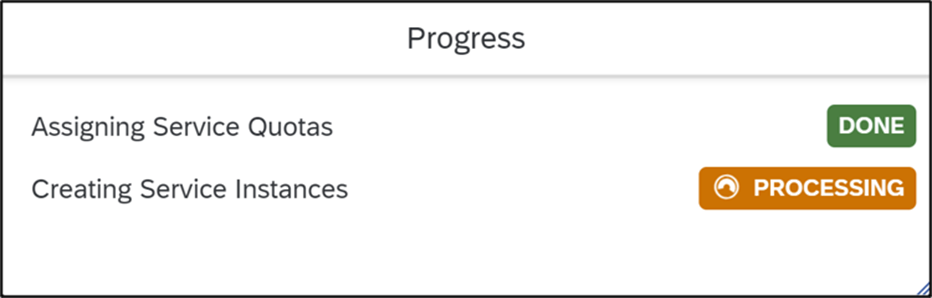 Progress
Assigning Service Quotas DONE
Creating Service Instances PROCESSING